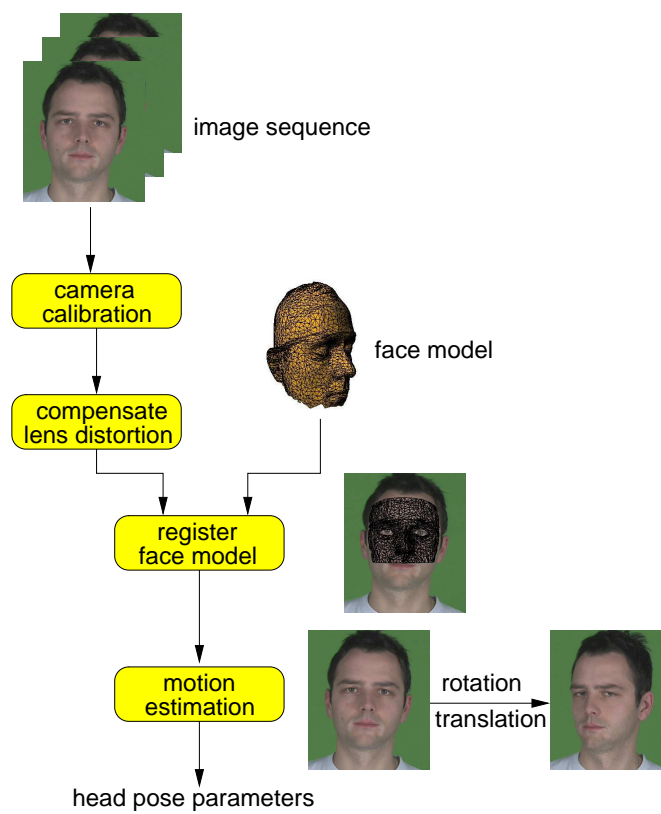 image sequence
camera
calibration
face model
compensate
lens distortion
register
face model
motion
estimation
rotation
translation
head pose parameters